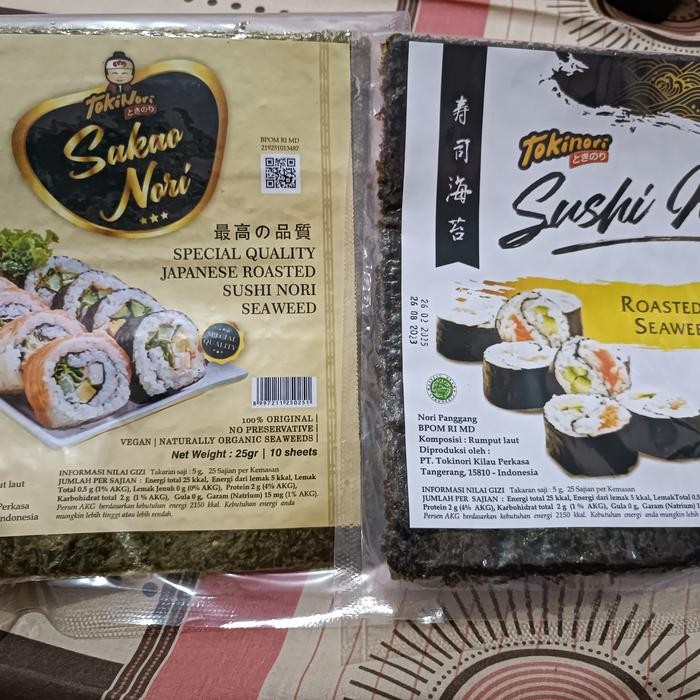 TokiNori
ときのり
Sakao
Nori
BPOM RI MD
219231013487
最高の品質
SPECIAL QUALITY
JAPANESE ROASTED
SUSHI NORI
SEAWEED
SPECIAL
QUALITY
8997211250251
100% ORIGINAL |
NO PRESERVATIVE |
VEGAN | NATURALLY ORGANIC SEAWEEDS |
Net Weight : 25gr | 10 sheets
INFORMASI NILAI GIZI Takaran saji : 5 g, 25 Sajian per Kemasan
JUMLAH PER SAJIAN : Energi total 25 kkal, Energi dari lemak 5 kkal, Lemak
Total 0.5 g (1% AKG), Lemak Jenuh 0 g (0% AKG), Protein 2 g (4% AKG),
Karbohidrat total 2 g (1 % AKG), Gula 0 g, Garam (Natrium) 15 mg (1% AKG).
Persen AKG berdasarkan kebutuhan energi 2150 kkal. Kebutuhan energi anda
mungkin lebih tinggi atau lebih rendah.
ut laut
Perkasa
Indonesia
寿司海苔
Tokinori
ときのり
Sushi N
ROASTED
SEAWEE
26 02 2025
26 08 2023
Nori Panggang
BPOM RI MD
Komposisi : Rumput laut
Diproduksi oleh :
PT. Tokinori Kilau Perkasa
Tangerang, 15810 - Indonesia
INFORMASI NILAI GIZI Takaran saji : 5 g, 25 Sajian per Kemasan
JUMLAH PER SAJIAN : Energi total 25 kkal, Energi dari lemak 5 kkal, LemakTotal 0.5
Protein 2 g (4% AKG), Karbohidrat total 2 g (1 % AKG), Gula 0 g, Garam (Natrium) 1
Persen AKG berdasarkan kebutuhan energi 2150 kkal. Kebutuhan energi anda mungkin lebih